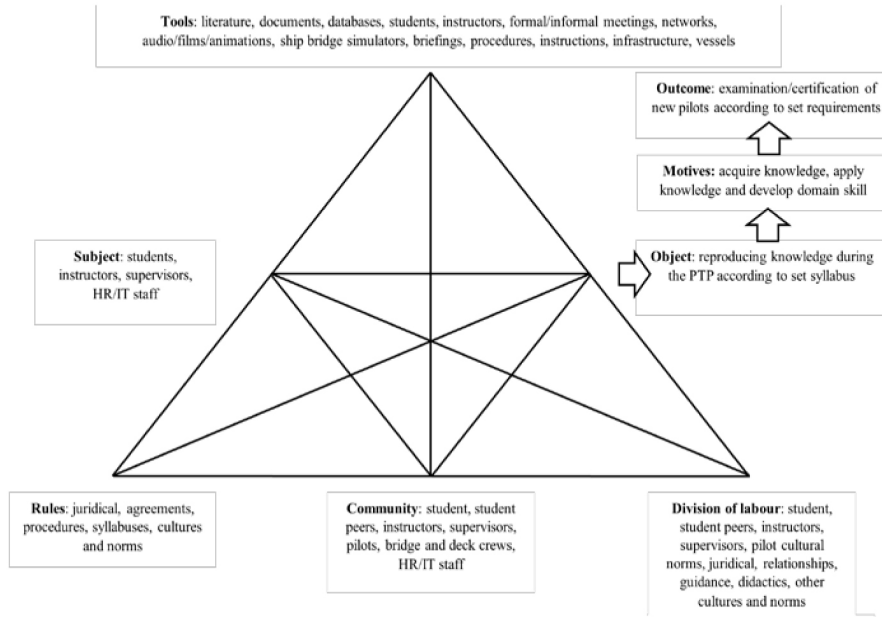 Tools: literature, documents, databases, students, instructors, formal/informal meetings, networks,
audio/films/animations, ship bridge simulators, briefings, procedures, instructions, infrastructure, vessels
Outcome: examination/certification of
new pilots according to set requirements
Motives: acquire knowledge, apply
knowledge and develop domain skill
Subject: students,
instructors, supervisors,
HR/IT staff
Object: reproducing knowledge during
the PTP according to set syllabus
Rules: juridical, agreements,
procedures, syllabuses, cultures
and norms
Community: student, student
peers, instructors, supervisors,
pilots, bridge and deck crews,
HR/IT staff
Division of labour: student,
student peers, instructors,
supervisors, pilot cultural
norms, juridical, relationships,
guidance, didactics, other
cultures and norms